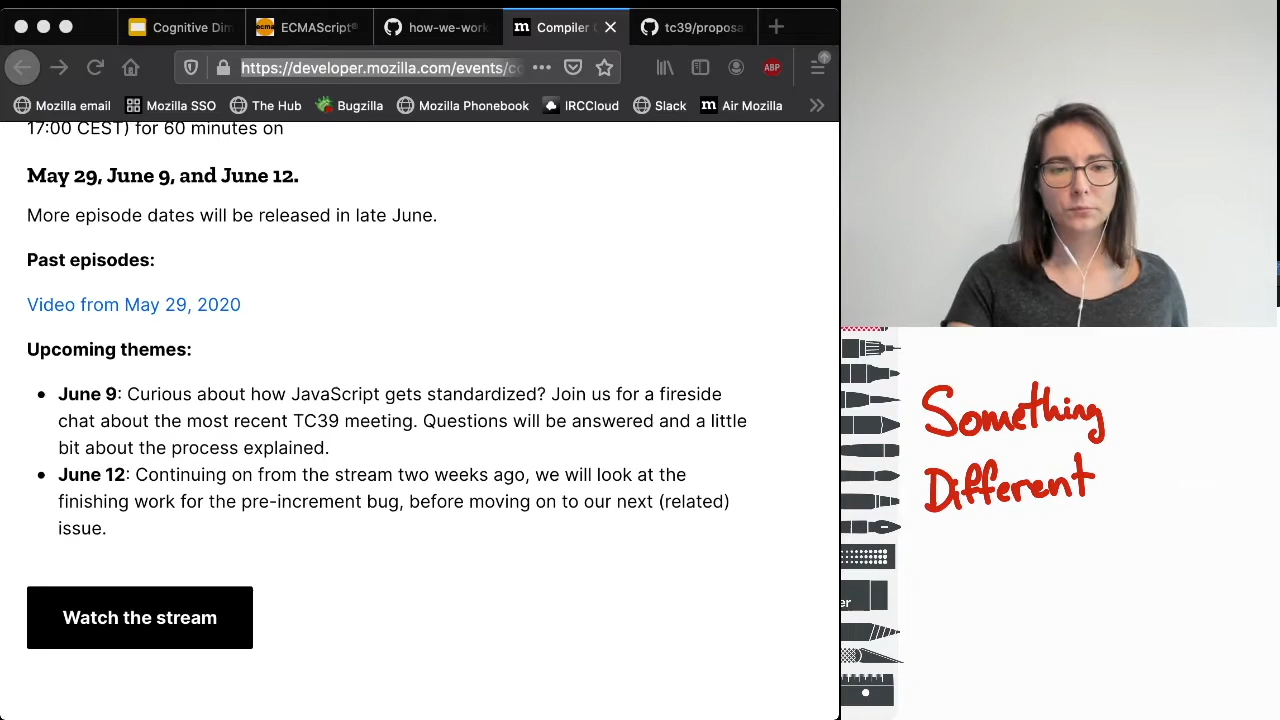 Cognitive Dim
ECMAScript®
how-we-work
Compiler
tc39/propos
https://developer.mozilla.com/events/co
ABP
Mozilla email
Mozilla SSO
The Hub
Bugzilla
Mozilla Phonebook
IRCCloud
Slack
Air Mozilla
17:00 CEST) for 60 minutes on
May 29, June 9, and June 12.
More episode dates will be released in late June.
Past episodes:
Video from May 29, 2020
Upcoming themes:
June 9: Curious about how JavaScript gets standardized? Join us for a fireside
chat about the most recent TC39 meeting. Questions will be answered and a little
bit about the process explained.
June 12: Continuing on from the stream two weeks ago, we will look at the
finishing work for the pre-increment bug, before moving on to our next (related)
issue.
Watch the stream
Something
Different
er